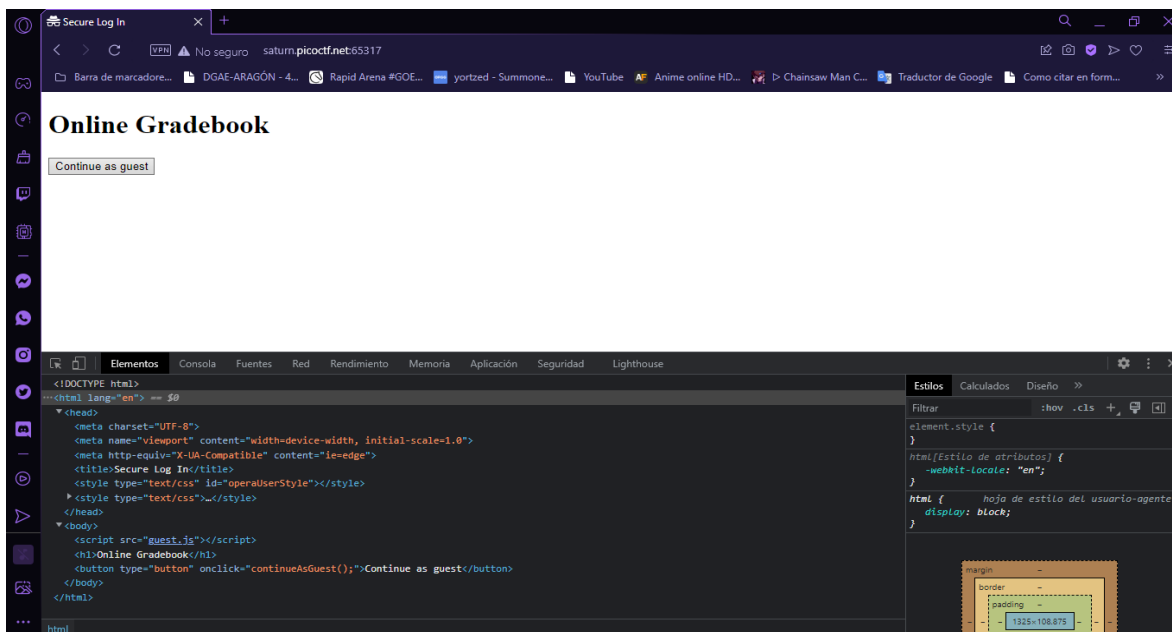 Secure Log In
VPN No seguro saturn.picoctf.net:65317
Barra de marcadore... DGAE-ARAGÓN - 4... Rapid Arena #GOE... yortzed - Summone... YouTube AF Anime online HD... ▷ Chainsaw Man C... Traductor de Google Como citar en form... »
Online Gradebook
Continue as guest
Elementos Consola Fuentes Red Rendimiento Memoria Aplicación Seguridad Lighthouse
<!DOCTYPE html>
···<html lang="en"> == $0
▼<head>
<meta charset="UTF-8">
<meta name="viewport" content="width=device-width, initial-scale=1.0">
<meta http-equiv="X-UA-Compatible" content="ie=edge">
<title>Secure Log In</title>
<style type="text/css" id="operaUserStyle"></style>
▶<style type="text/css">…</style>
</head>
▼<body>
<script src="guest.js"></script>
<h1>Online Gradebook</h1>
<button type="button" onclick="continueAsGuest();">Continue as guest</button>
</body>
</html>
html
Estilos Calculados Diseño »
Filtrar :hov .cls +
element.style {
}
html[Estilo de atributos] {
-webkit-locale: "en";
}
html { hoja de estilo del usuario-agente
display: block;
}
margin –
border –
padding –
– – – 1325×108.875 – – –